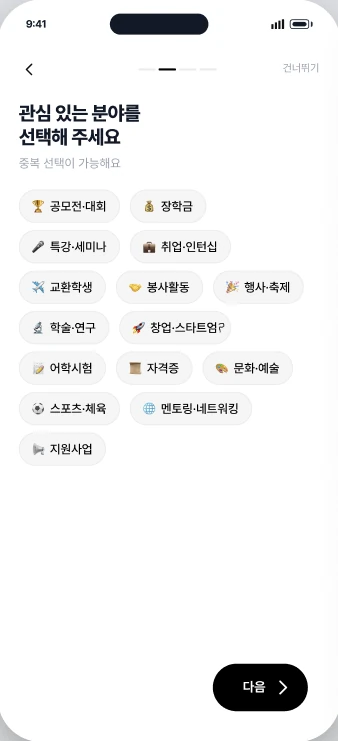 9:41
건너뛰기
관심 있는 분야를
선택해 주세요
중복 선택이 가능해요
공모전·대회
장학금
특강·세미나
취업·인턴십
교환학생
봉사활동
행사·축제
학술·연구
창업·스타트업?
어학시험
자격증
문화·예술
스포츠·체육
멘토링·네트워킹
지원사업
다음